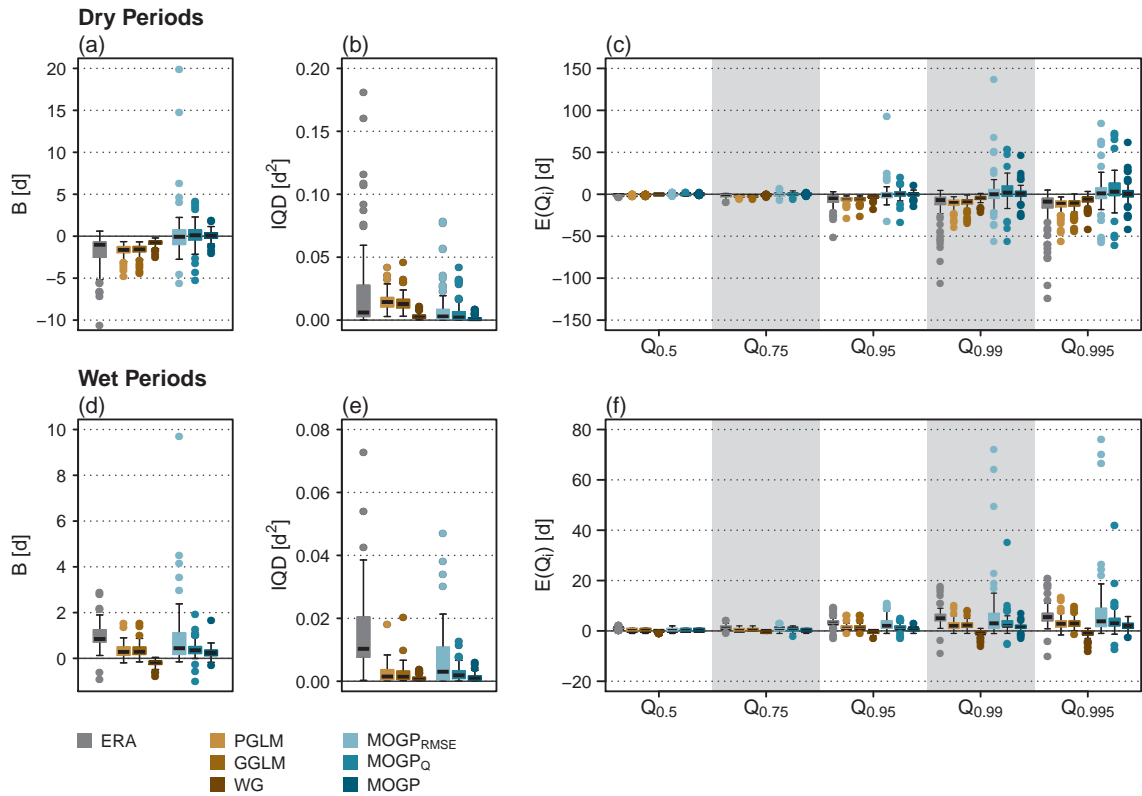 Dry Periods
(a)
(b)
(c)
B [d]
20
15
10
5
0
−5
−10
IQD [d²]
0.20
0.15
0.10
0.05
0.00
E(Qᵢ) [d]
150
100
50
0
−50
−100
−150
Q0.5
Q0.75
Q0.95
Q0.99
Q0.995
Wet Periods
(d)
(e)
(f)
B [d]
10
8
6
4
2
0
IQD [d²]
0.08
0.06
0.04
0.02
0.00
E(Qᵢ) [d]
80
60
40
20
0
−20
Q0.5
Q0.75
Q0.95
Q0.99
Q0.995
ERA
PGLM
GGLM
WG
MOGPRMSE
MOGPQ
MOGP